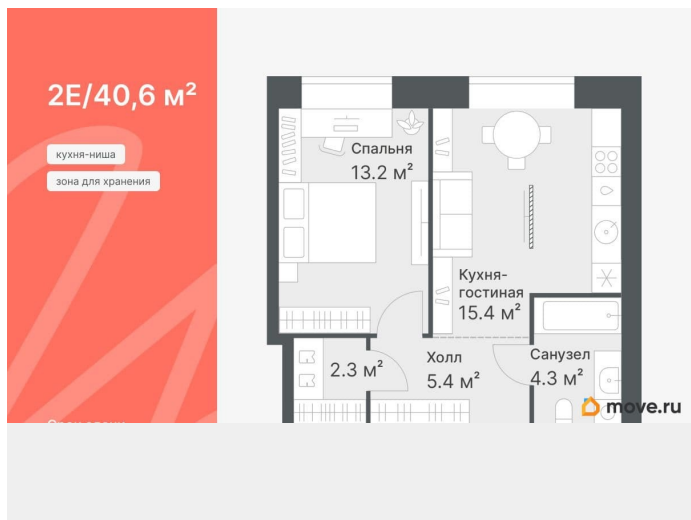 2Е/40,6 м²
кухня-ниша
зона для хранения
Спальня
13.2 м²
Кухня-
гостиная
15.4 м²
2.3 м²
Холл
5.4 м²
Санузел
4.3 м²
move.ru